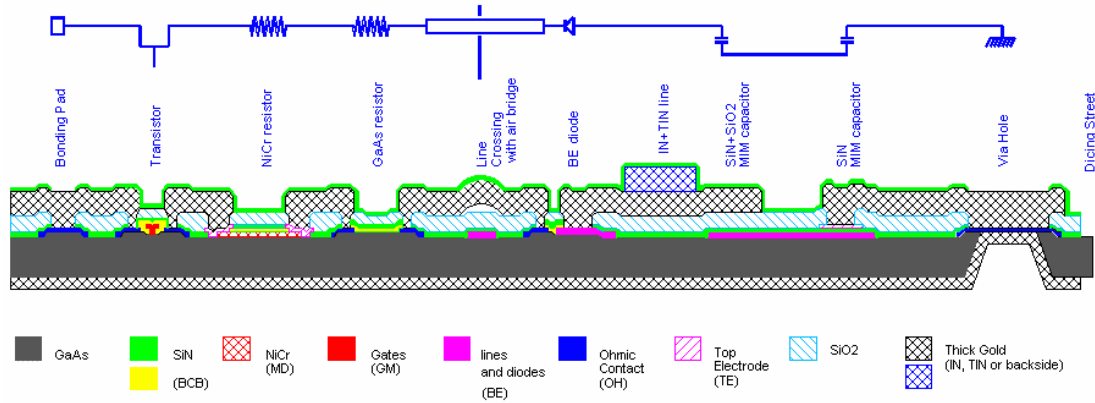 Bonding Pad
Transistor
NiCr resistor
GaAs resistor
Line
Crossing
with air bridge
BE diode
IN+TIN line
SiN+SiO2
MIM capacitor
SiN
MIM capacitor
Via Hole
Dicing Street
GaAs
SiN
(BCB)
NiCr
(MD)
Gates
(GM)
lines
and diodes
(BE)
Ohmic
Contact
(OH)
Top
Electrode
(TE)
SiO2
Thick Gold
(IN, TIN or backside)